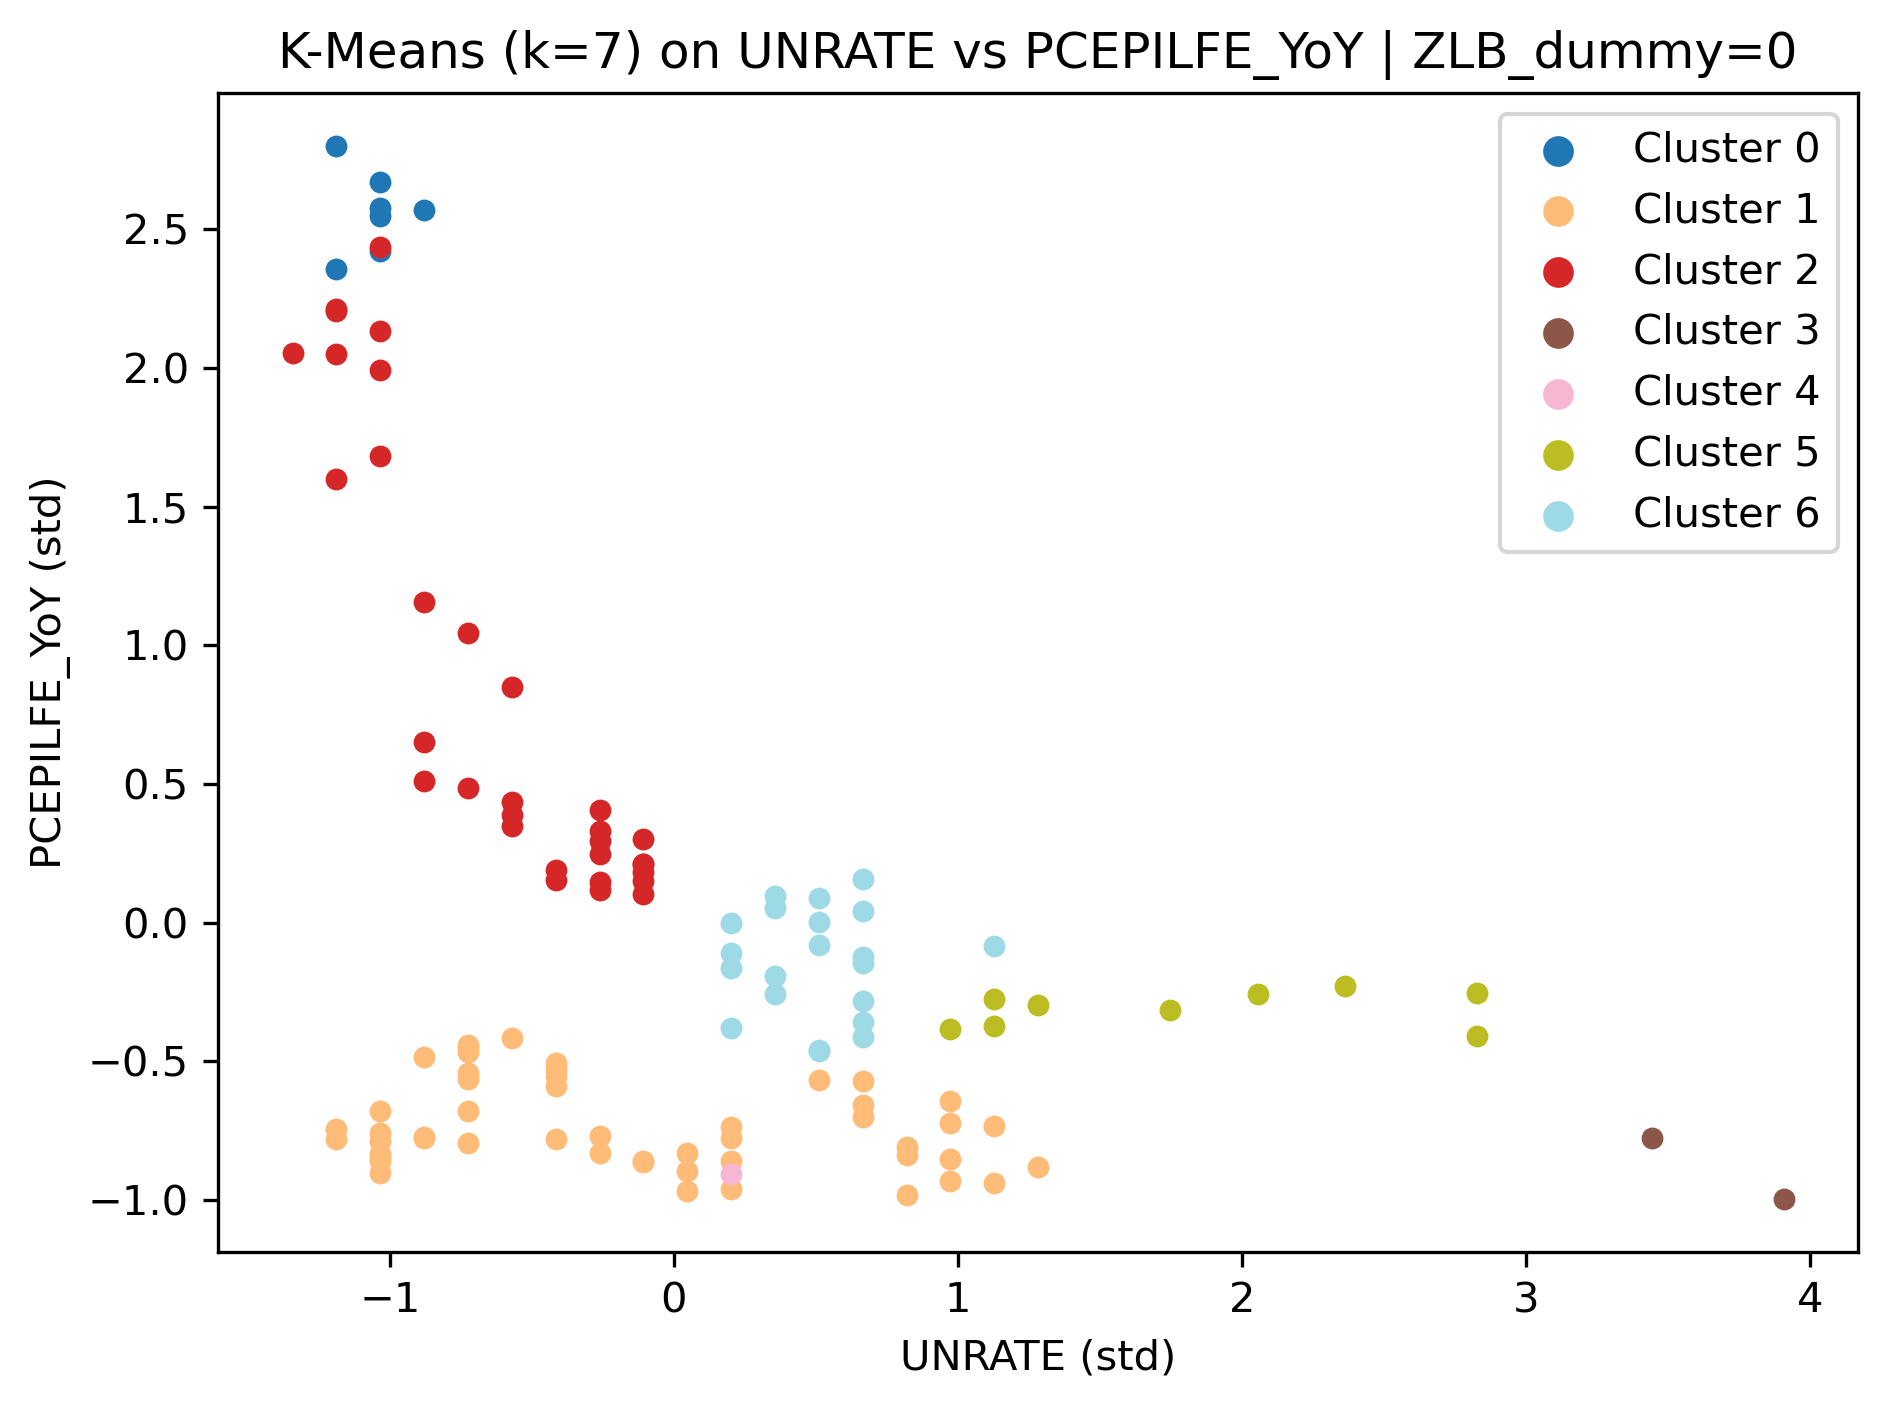 K-Means (k=7) on UNRATE vs PCEPILFE_YoY | ZLB_dummy=0
Cluster 0
Cluster 1
Cluster 2
Cluster 3
Cluster 4
Cluster 5
Cluster 6
PCEPILFE_YoY (std)
2.5
2.0
1.5
1.0
0.5
0.0
−0.5
−1.0
−1
0
1
2
3
4
UNRATE (std)